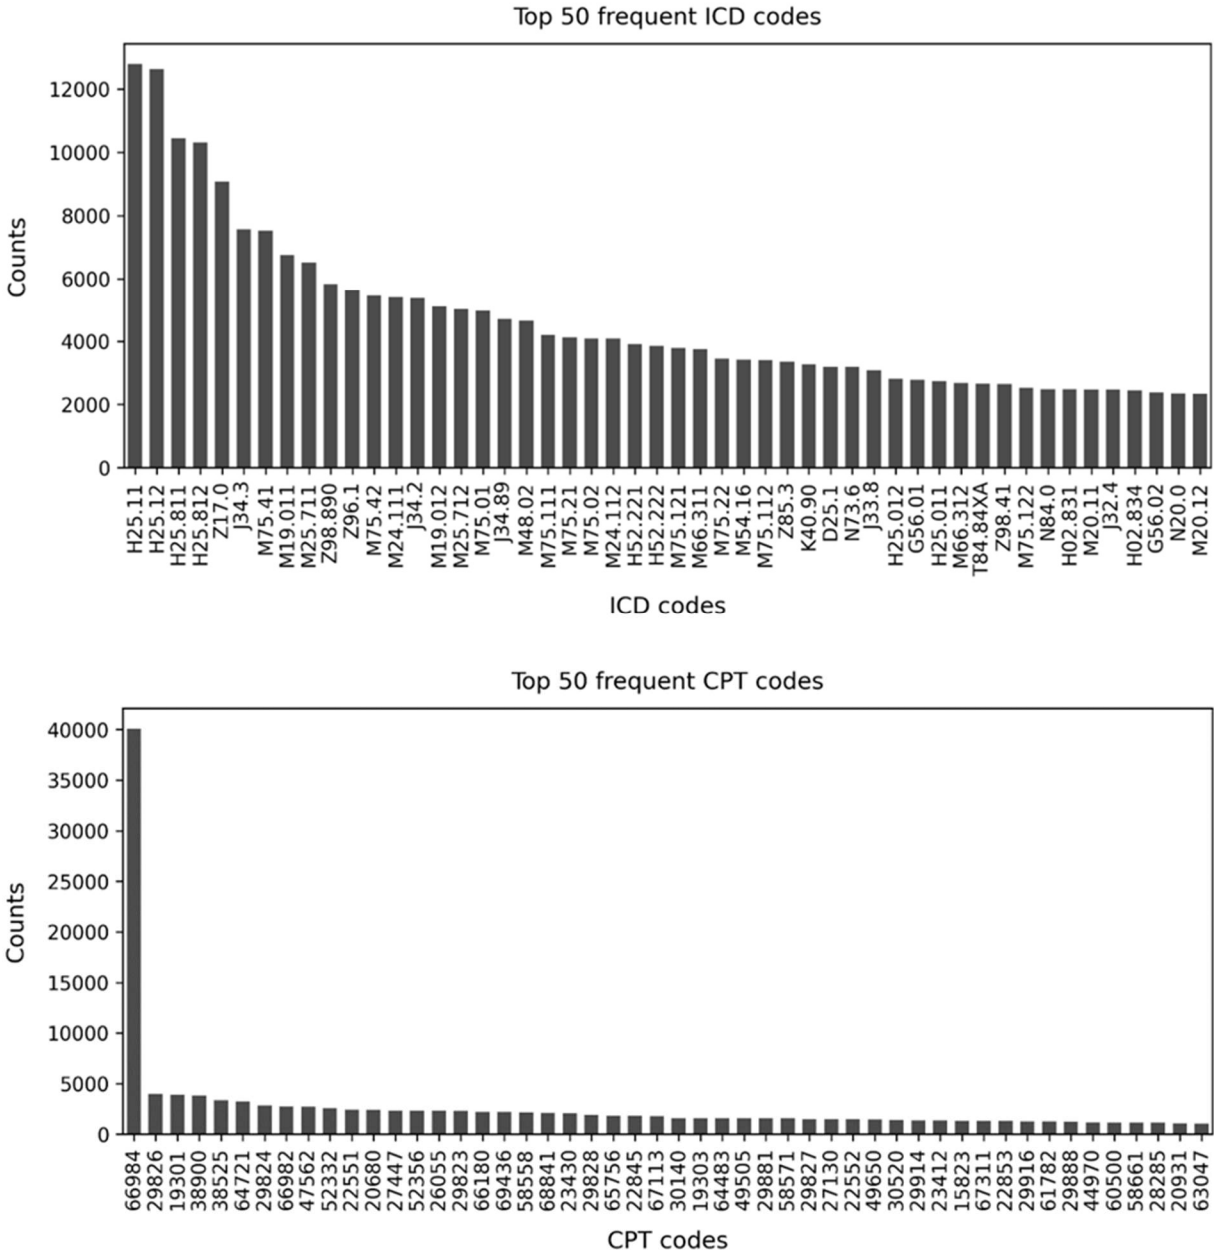 Top 50 frequent ICD codes
12000
10000
8000
6000
4000
2000
0
Counts
H25.11
H25.12
H25.811
H25.812
Z17.0
J34.3
M75.41
M19.011
M25.711
Z98.890
Z96.1
M75.42
M24.111
J34.2
M19.012
M25.712
M75.01
J34.89
M48.02
M75.111
M75.21
M75.02
M24.112
H52.221
H52.222
M75.121
M66.311
M75.22
M54.16
M75.112
Z85.3
K40.90
D25.1
N73.6
J33.8
H25.012
G56.01
H25.011
M66.312
T84.84XA
Z98.41
M75.122
N84.0
H02.831
M20.11
J32.4
H02.834
G56.02
N20.0
M20.12
ICD codes
Top 50 frequent CPT codes
40000
35000
30000
25000
20000
15000
10000
5000
0
Counts
66984
29826
19301
38900
38525
64721
29824
66982
47562
52332
22551
20680
27447
52356
26055
29823
66180
69436
58558
68841
23430
29828
65756
22845
67113
30140
19303
64483
49505
29881
58571
29827
27130
22552
49650
30520
29914
23412
15823
67311
22853
29916
61782
29888
44970
60500
58661
28285
20931
63047
CPT codes